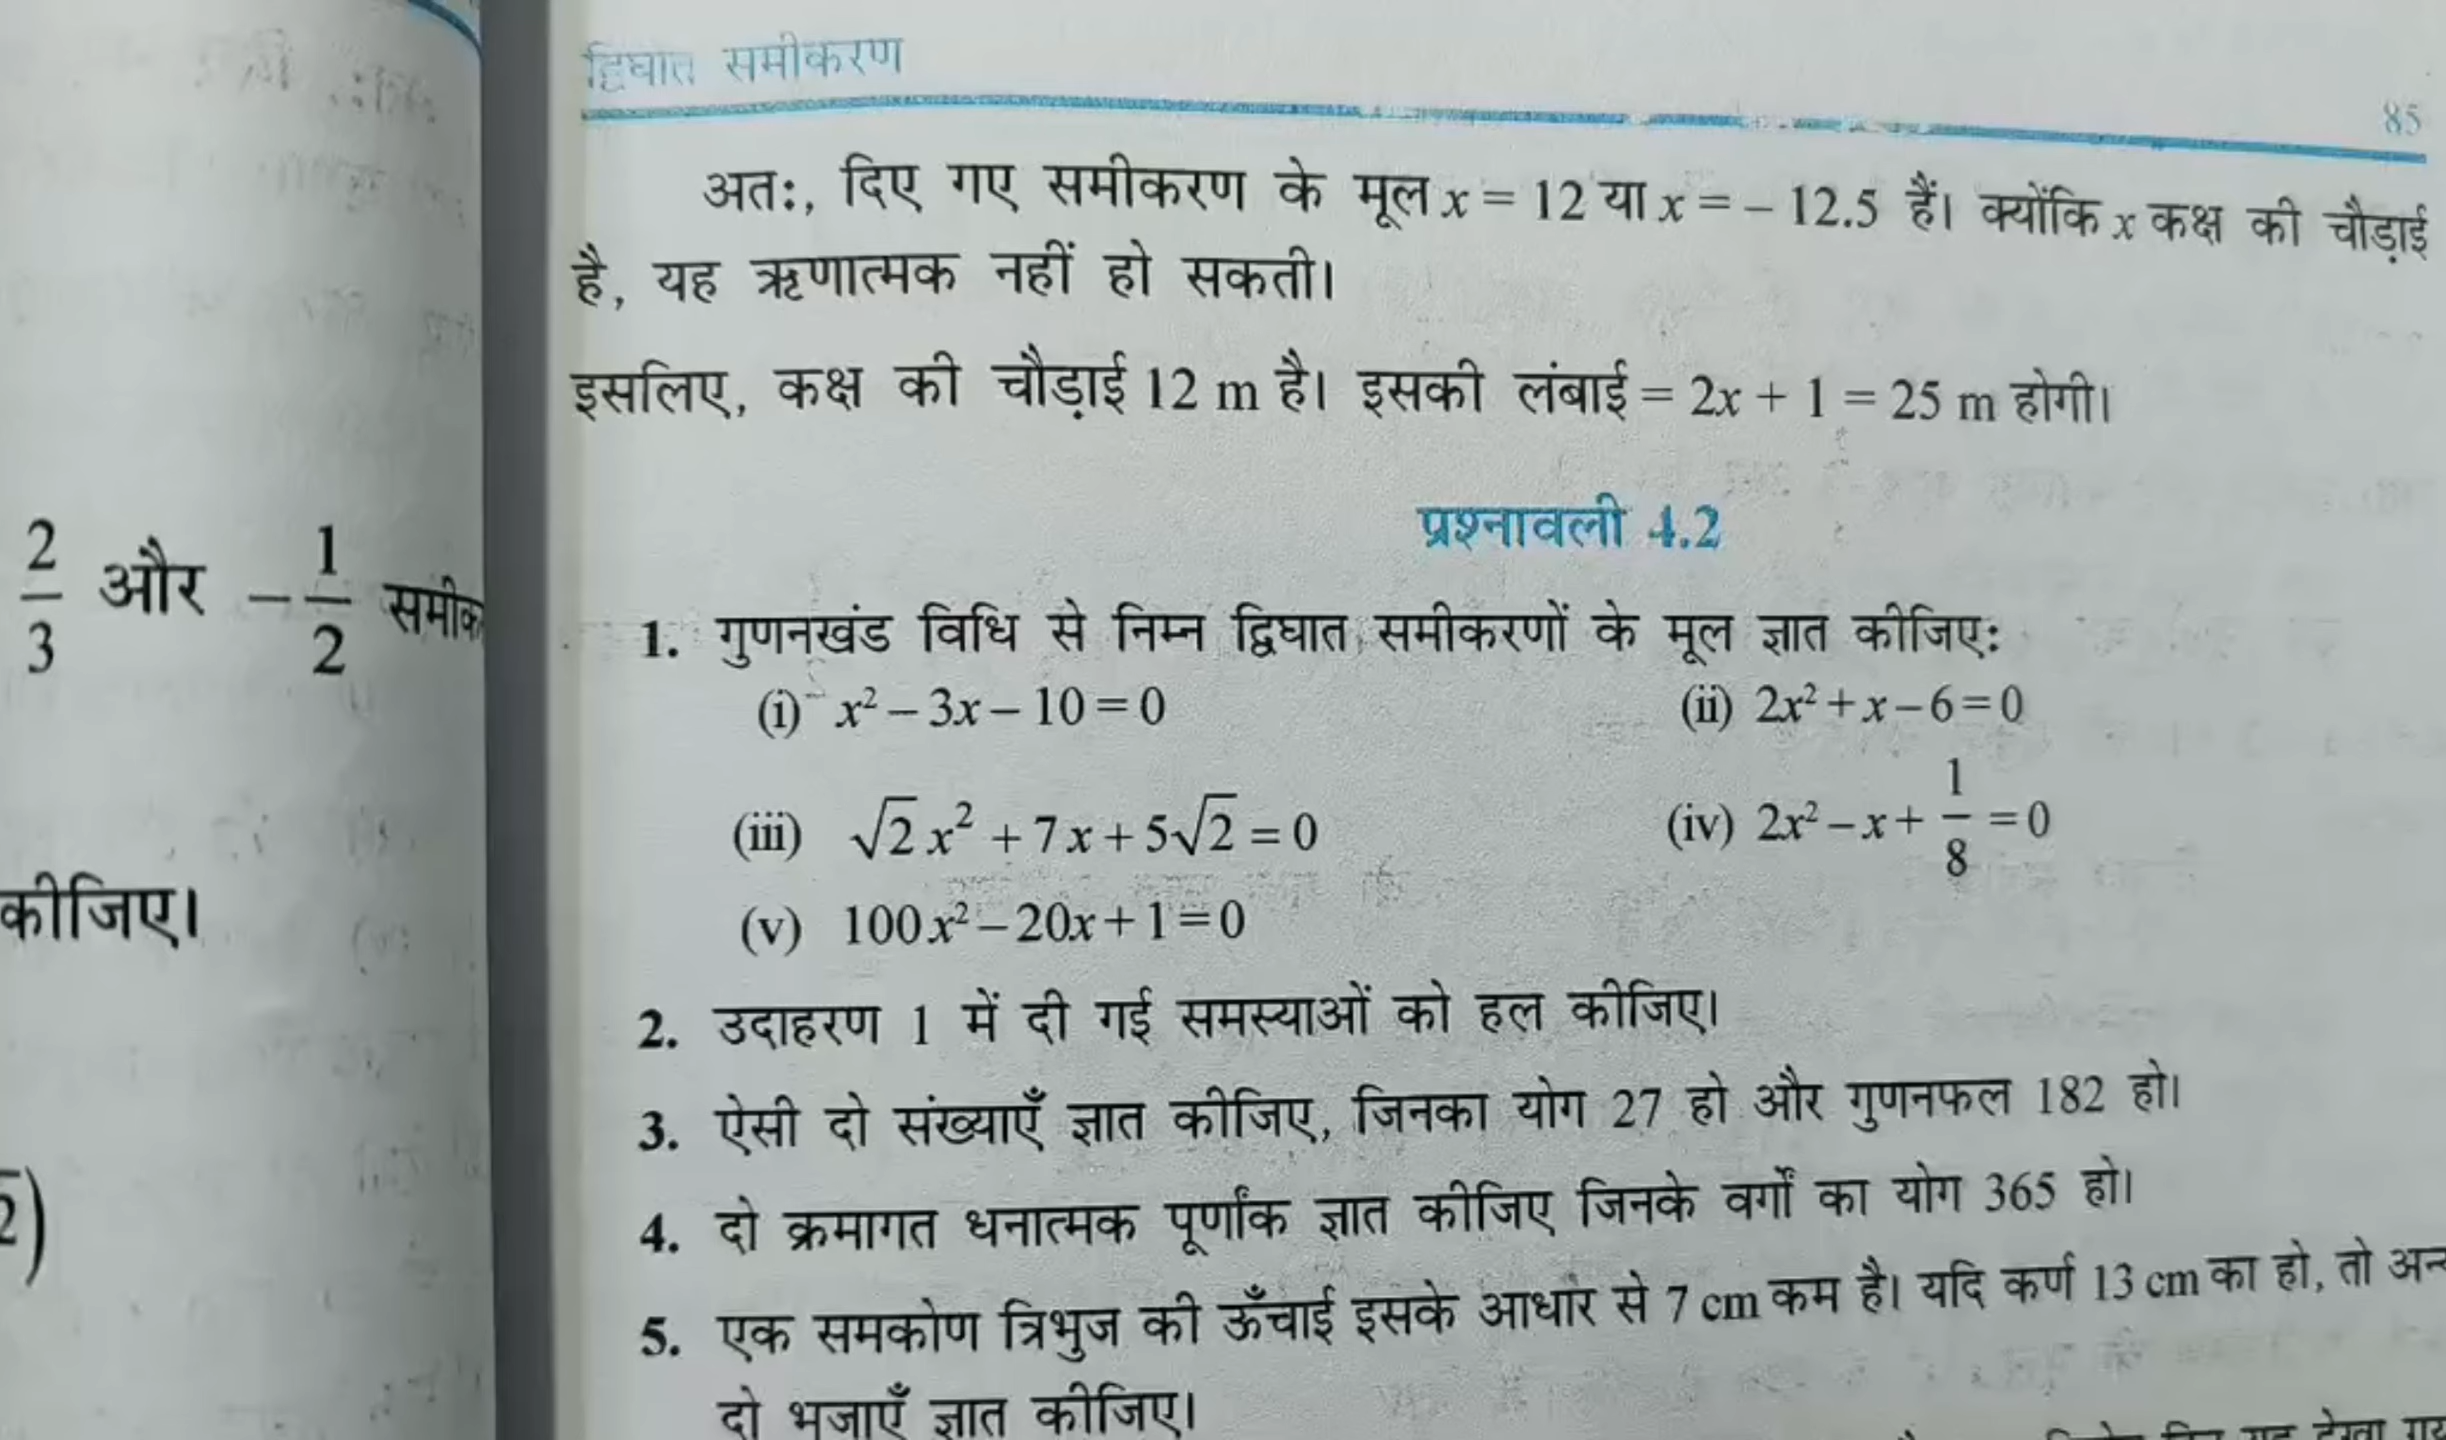 2/3 और –1/2
कीजिए।
द्विघात समीकरण
85
अतः, दिए गए समीकरण के मूल x = 12 या x = – 12.5 हैं। क्योंकि x कक्ष की चौड़ाई
है, यह ऋणात्मक नहीं हो सकती।
इसलिए, कक्ष की चौड़ाई 12 m है। इसकी लंबाई = 2x + 1 = 25 m होगी।
प्रश्नावली 4.2
1. गुणनखंड विधि से निम्न द्विघात समीकरणों के मूल ज्ञात कीजिए:
(i) x² – 3x – 10 = 0 (ii) 2x² + x – 6 = 0
(iii) √2 x² + 7x + 5√2 = 0 (iv) 2x² – x + 1/8 = 0
(v) 100x² – 20x + 1 = 0
2. उदाहरण 1 में दी गई समस्याओं को हल कीजिए।
3. ऐसी दो संख्याएँ ज्ञात कीजिए, जिनका योग 27 हो और गुणनफल 182 हो।
4. दो क्रमागत धनात्मक पूर्णांक ज्ञात कीजिए जिनके वर्गों का योग 365 हो।
5. एक समकोण त्रिभुज की ऊँचाई इसके आधार से 7 cm कम है। यदि कर्ण 13 cm का हो, तो
दो भुजाएँ ज्ञात कीजिए।